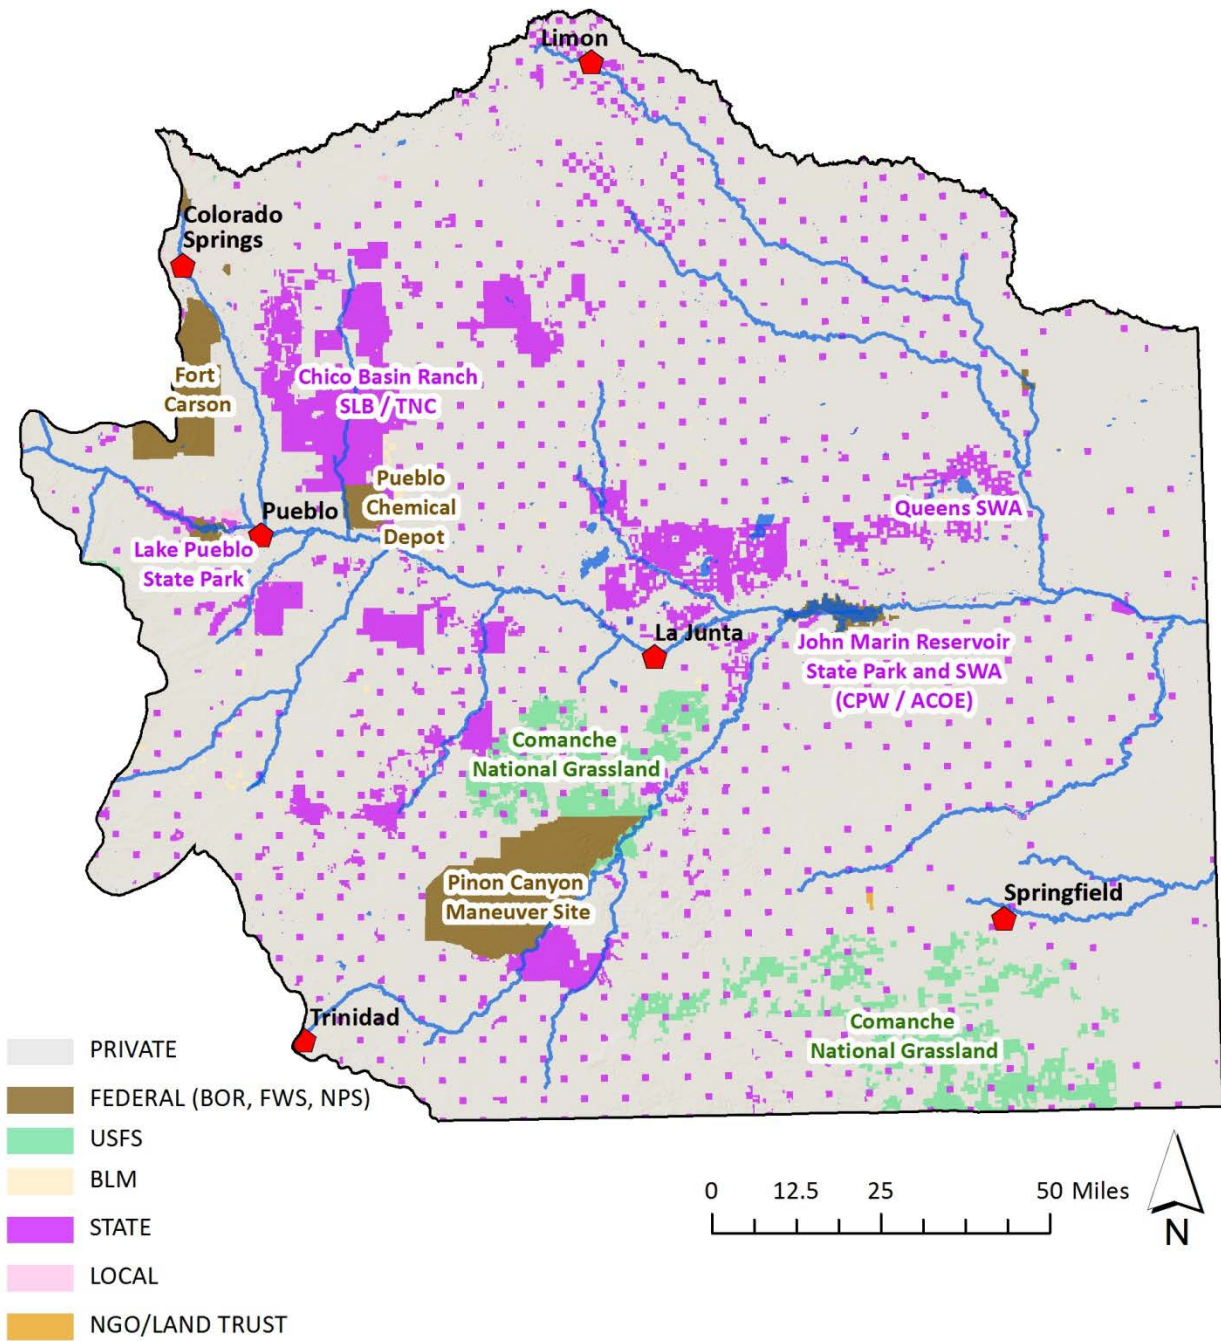 Limon
Colorado
Springs
Fort
Carson
Chico Basin Ranch
SLB / TNC
Pueblo
Chemical
Depot
Pueblo
Lake Pueblo
State Park
Queens SWA
La Junta
John Marin Reservoir
State Park and SWA
(CPW / ACOE)
Comanche
National Grassland
Pinon Canyon
Maneuver Site
Springfield
Trinidad
Comanche
National Grassland
PRIVATE
FEDERAL (BOR, FWS, NPS)
USFS
BLM
STATE
LOCAL
NGO/LAND TRUST
0 12.5 25 50 Miles
N